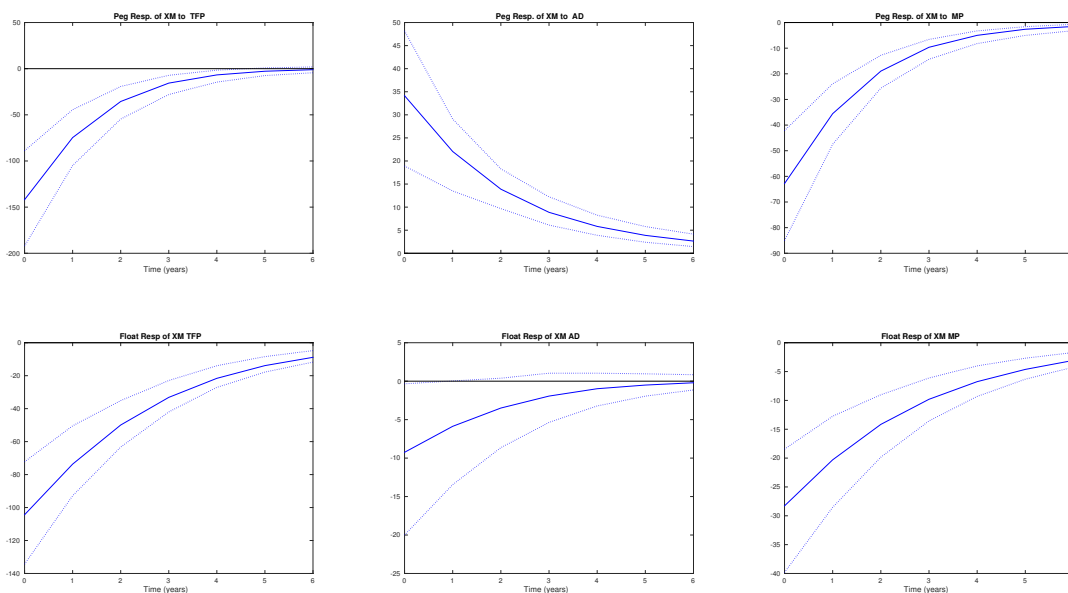 Peg Resp. of XM to TFP
50
0
-50
-100
-150
-200
0 1 2 3 4 5 6
Time (years)
Peg Resp. of XM to AD
50
45
40
35
30
25
20
15
10
5
0
0 1 2 3 4 5 6
Time (years)
Peg Resp. of XM to MP
0
-10
-20
-30
-40
-50
-60
-70
-80
-90
0 1 2 3 4 5
Time (years)
Float Resp of XM TFP
0
-20
-40
-60
-80
-100
-120
-140
0 1 2 3 4 5 6
Time (years)
Float Resp of XM AD
5
0
-5
-10
-15
-20
-25
0 1 2 3 4 5 6
Time (years)
Float Resp of XM MP
0
-5
-10
-15
-20
-25
-30
-35
-40
0 1 2 3 4 5
Time (years)